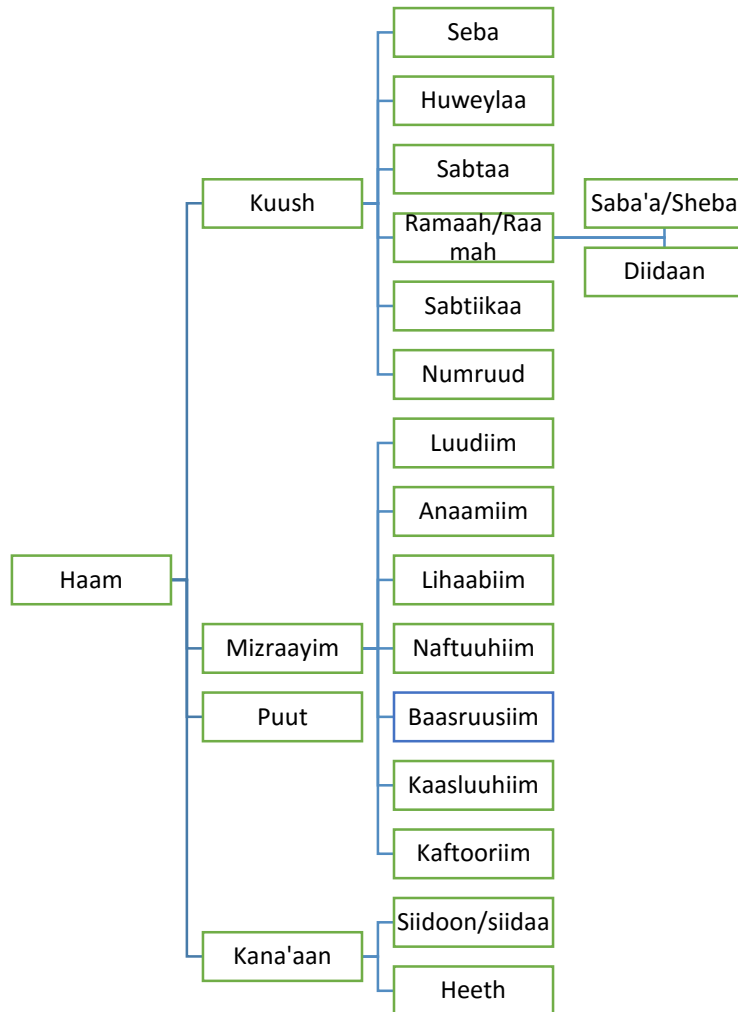 Seba
Huweylaa
Sabtaa
Kuush
Saba'a/Sheba
Ramaah/Raa
mah
Diidaan
Sabtiikaa
Numruud
Luudiim
Anaamiim
Haam
Lihaabiim
Mizraayim
Naftuuhiim
Puut
Baasruusiim
Kaasluuhiim
Kaftooriim
Siidoon/siidaa
Kana'aan
Heeth